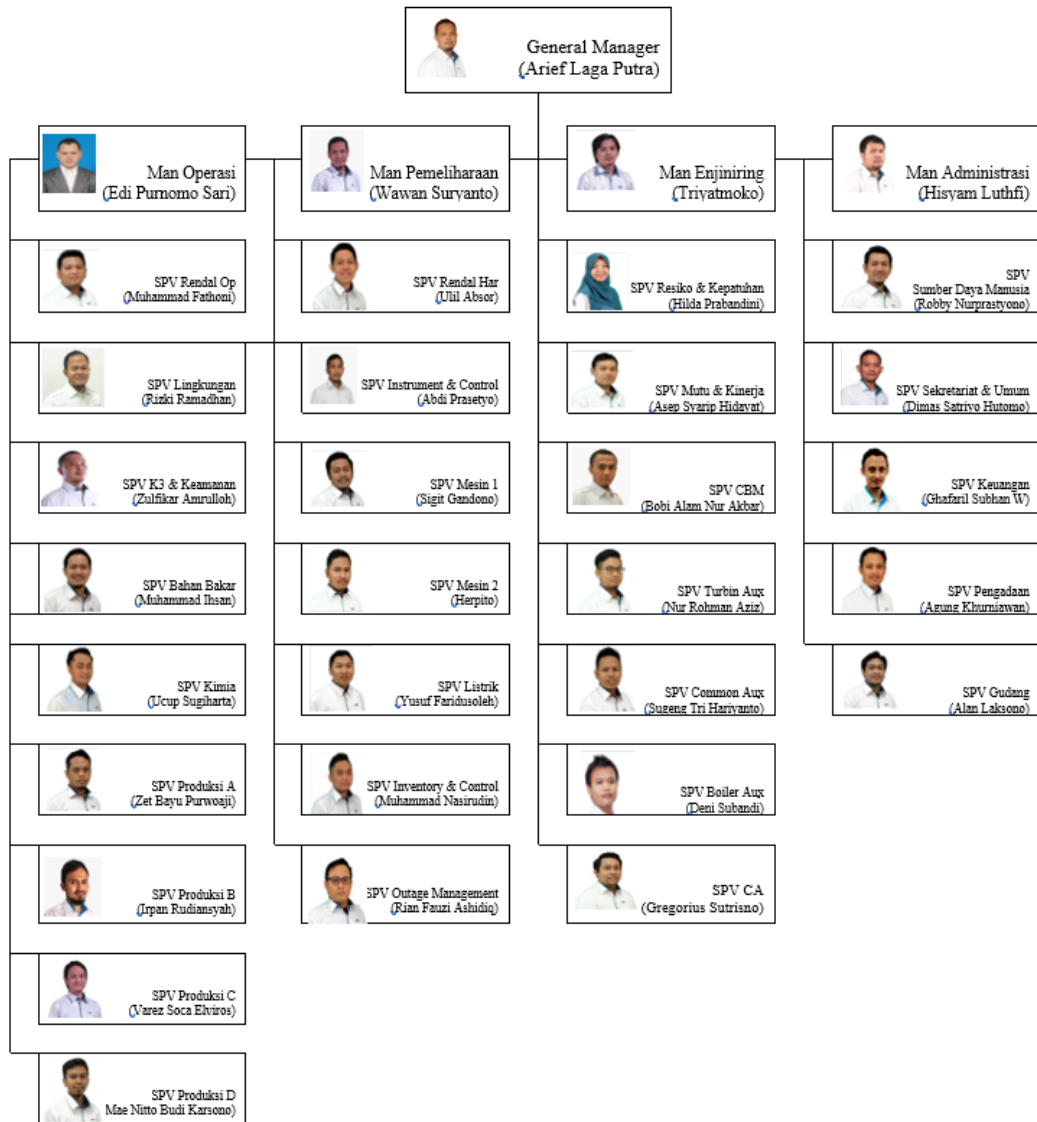 General Manager
(Arief Laga Putra)
Man Operasi
(Edi Purnomo Sari)
Man Pemeliharaan
(Wawan Suryanto)
Man Enjiniring
(Triyatmoko)
Man Administrasi
(Hisyam Luthfi)
SPV Rendal Op
(Muhammad Fathoni)
SPV Rendal Har
(Ulil Absor)
SPV Resiko & Kepatuhan
(Hilda Prabandini)
SPV
Sumber Daya Manusia
(Robby Nurprastyono)
SPV Lingkungan
(Rizki Ramadhan)
SPV Instrument & Control
(Abdi Prasetyo)
SPV Mutu & Kinerja
(Asep Syarip Hidayat)
SPV Sekretariat & Umum
(Dimas Satriyo Hutomo)
SPV K3 & Keamanan
(Zulfikar Amrulloh)
SPV Mesin 1
(Sigit Gandono)
SPV CBM
(Bobi Alam Nur Akbar)
SPV Keuangan
(Ghafaril Subhan W)
SPV Bahan Bakar
(Muhammad Ihsan)
SPV Mesin 2
(Herpito)
SPV Turbin Aux
(Nur Rohman Aziz)
SPV Pengadaan
(Agung Khurniawan)
SPV Kimia
(Ucup Sugiharta)
SPV Listrik
(Yusuf Faridusoleh)
SPV Common Aux
(Sugeng Tri Hariyanto)
SPV Gudang
(Alan Laksono)
SPV Produksi A
(Zet Bayu Purwoaji)
SPV Inventory & Control
(Muhammad Nasirudin)
SPV Boiler Aux
(Deni Subandi)
SPV Produksi B
(Irpan Rudiansyah)
SPV Outage Management
(Rian Fauzi Ashidiq)
SPV CA
(Gregorius Sutrisno)
SPV Produksi C
(Varez Soca Elviros)
SPV Produksi D
Mae Nitto Budi Karsono)